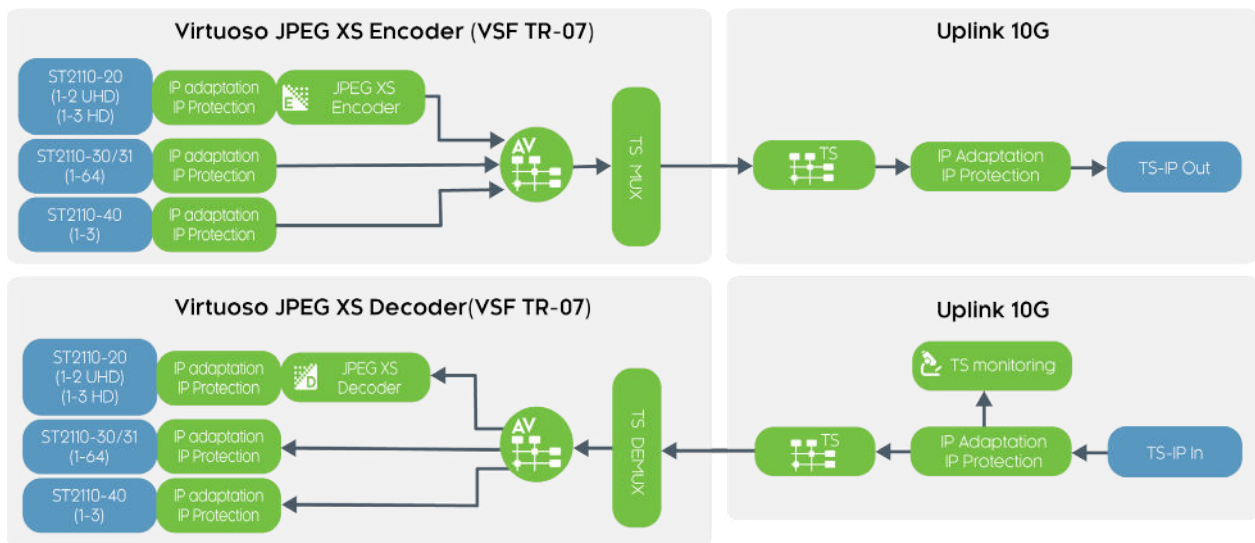 Virtuoso JPEG XS Encoder (VSF TR-07)
ST2110-20
(1-2 UHD)
(1-3 HD)
IP adaptation
IP Protection
E
JPEG XS
Encoder
ST2110-30/31
(1-64)
IP adaptation
IP Protection
ST2110-40
(1-3)
IP adaptation
IP Protection
AV
TS MUX
Uplink 10G
TS
IP Adaptation
IP Protection
TS-IP Out
Virtuoso JPEG XS Decoder(VSF TR-07)
ST2110-20
(1-2 UHD)
(1-3 HD)
IP adaptation
IP Protection
D
JPEG XS
Decoder
ST2110-30/31
(1-64)
IP adaptation
IP Protection
ST2110-40
(1-3)
IP adaptation
IP Protection
AV
TS DEMUX
Uplink 10G
TS monitoring
TS
IP Adaptation
IP Protection
TS-IP In